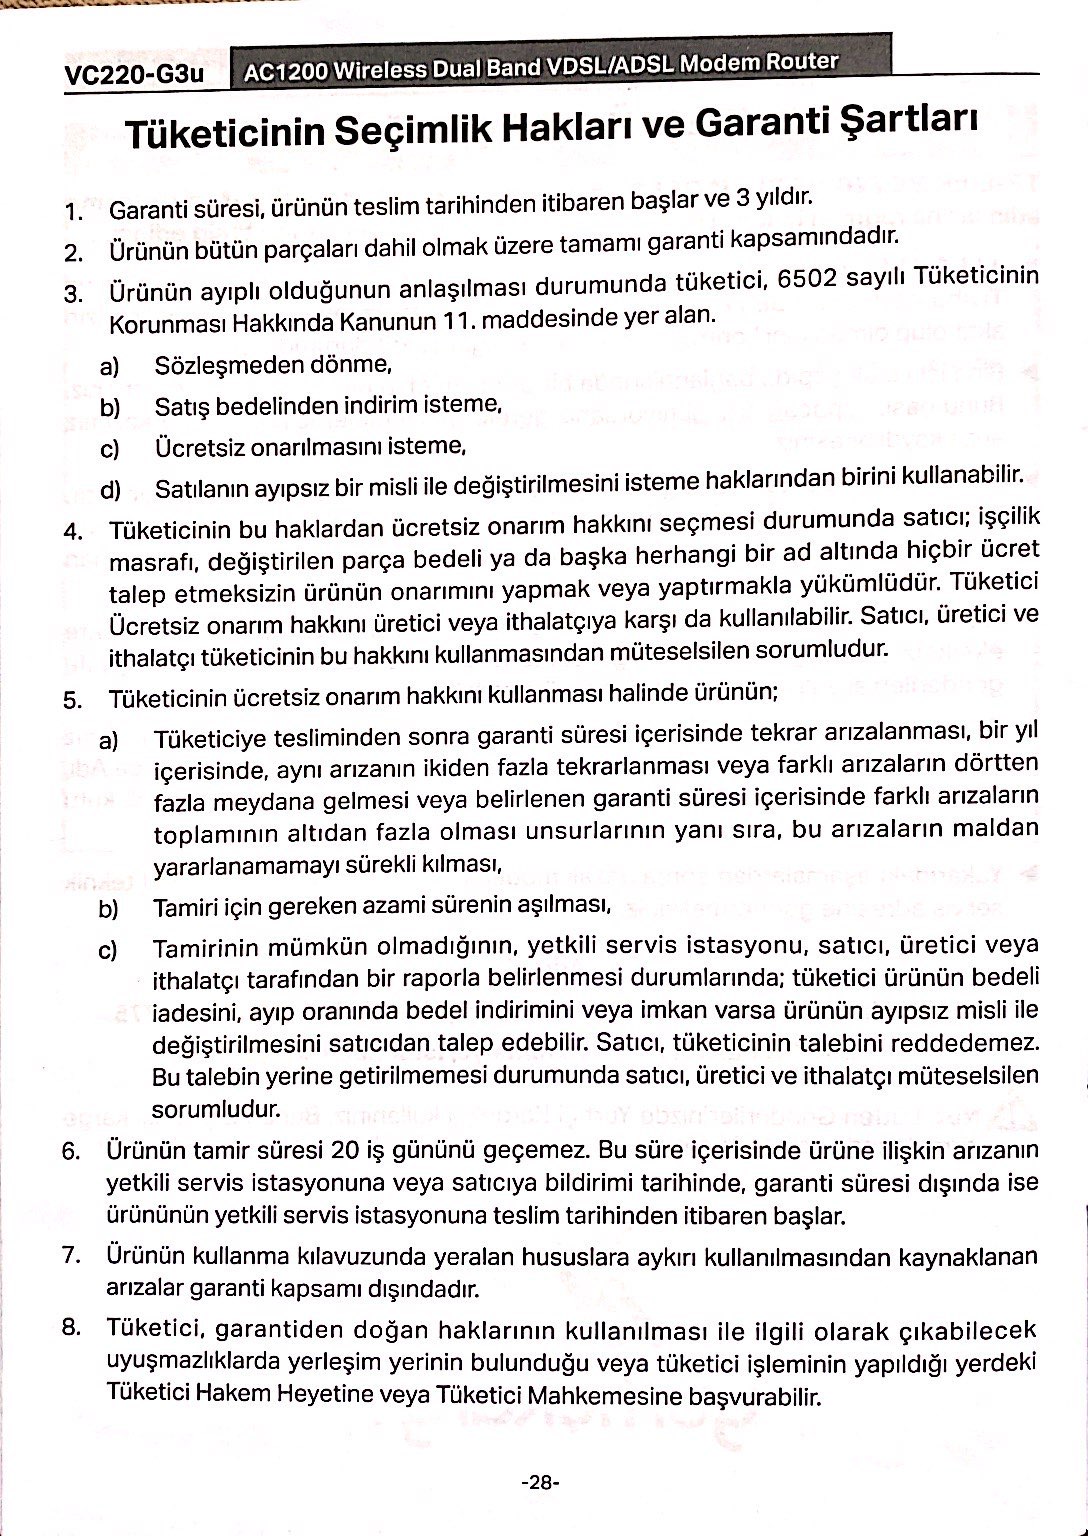 VC220-G3u AC1200 Wireless Dual Band VDSL/ADSL Modem Router
Tüketicinin Seçimlik Hakları ve Garanti Şartları
1. Garanti süresi, ürünün teslim tarihinden itibaren başlar ve 3 yıldır.
2. Ürünün bütün parçaları dahil olmak üzere tamamı garanti kapsamındadır.
3. Ürünün ayıplı olduğunun anlaşılması durumunda tüketici, 6502 sayılı Tüketicinin
Korunması Hakkında Kanunun 11. maddesinde yer alan.
a) Sözleşmeden dönme,
b) Satış bedelinden indirim isteme,
c) Ücretsiz onarılmasını isteme,
d) Satılanın ayıpsız bir misli ile değiştirilmesini isteme haklarından birini kullanabilir.
4. Tüketicinin bu haklardan ücretsiz onarım hakkını seçmesi durumunda satıcı; işçilik
masrafı, değiştirilen parça bedeli ya da başka herhangi bir ad altında hiçbir ücret
talep etmeksizin ürünün onarımını yapmak veya yaptırmakla yükümlüdür. Tüketici
Ücretsiz onarım hakkını üretici veya ithalatçıya karşı da kullanılabilir. Satıcı, üretici ve
ithalatçı tüketicinin bu hakkını kullanmasından müteselsilen sorumludur.
5. Tüketicinin ücretsiz onarım hakkını kullanması halinde ürünün;
a) Tüketiciye tesliminden sonra garanti süresi içerisinde tekrar arızalanması, bir yıl
içerisinde, aynı arızanın ikiden fazla tekrarlanması veya farklı arızaların dörtten
fazla meydana gelmesi veya belirlenen garanti süresi içerisinde farklı arızaların
toplamının altıdan fazla olması unsurlarının yanı sıra, bu arızaların maldan
yararlanamamayı sürekli kılması,
b) Tamiri için gereken azami sürenin aşılması,
c) Tamirinin mümkün olmadığının, yetkili servis istasyonu, satıcı, üretici veya
ithalatçı tarafından bir raporla belirlenmesi durumlarında; tüketici ürünün bedeli
iadesini, ayıp oranında bedel indirimini veya imkan varsa ürünün ayıpsız misli ile
değiştirilmesini satıcıdan talep edebilir. Satıcı, tüketicinin talebini reddedemez.
Bu talebin yerine getirilmemesi durumunda satıcı, üretici ve ithalatçı müteselsilen
sorumludur.
6. Ürünün tamir süresi 20 iş gününü geçemez. Bu süre içerisinde ürüne ilişkin arızanın
yetkili servis istasyonuna veya satıcıya bildirimi tarihinde, garanti süresi dışında ise
ürününün yetkili servis istasyonuna teslim tarihinden itibaren başlar.
7. Ürünün kullanma kılavuzunda yeralan hususlara aykırı kullanılmasından kaynaklanan
arızalar garanti kapsamı dışındadır.
8. Tüketici, garantiden doğan haklarının kullanılması ile ilgili olarak çıkabilecek
uyuşmazlıklarda yerleşim yerinin bulunduğu veya tüketici işleminin yapıldığı yerdeki
Tüketici Hakem Heyetine veya Tüketici Mahkemesine başvurabilir.
-28-